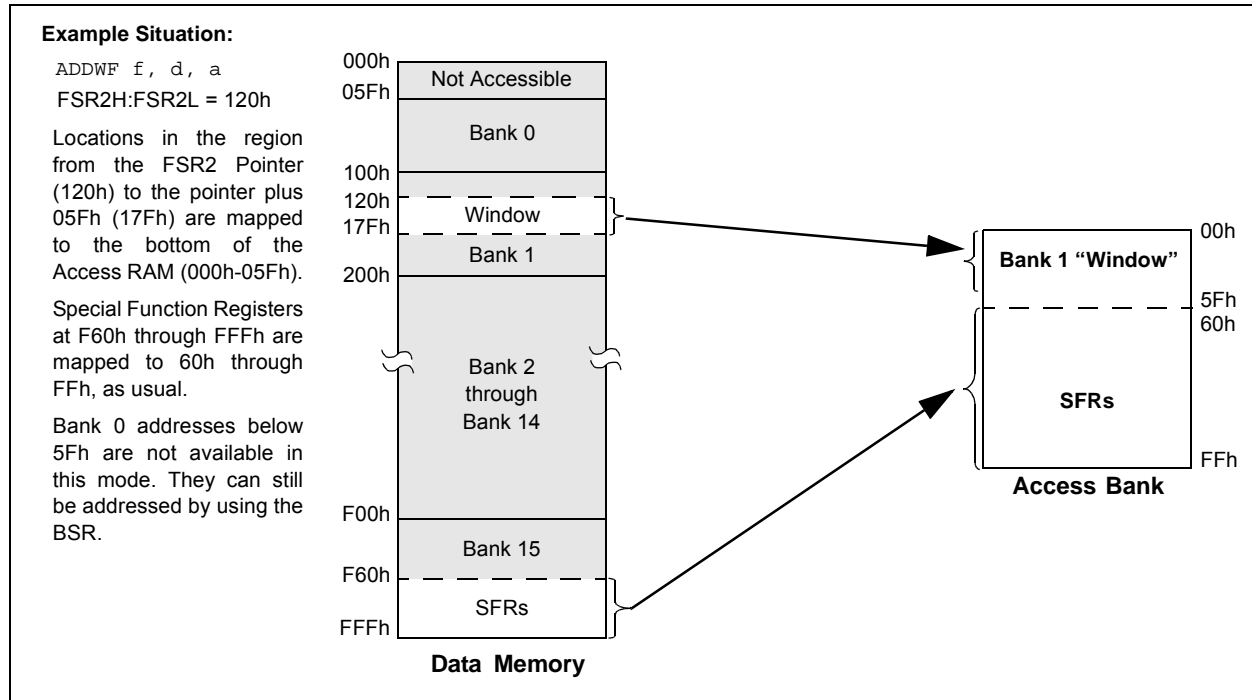 Example Situation:
ADDWF f, d, a
FSR2H:FSR2L = 120h
Locations in the region
from the FSR2 Pointer
(120h) to the pointer plus
05Fh (17Fh) are mapped
to the bottom of the
Access RAM (000h-05Fh).
Special Function Registers
at F60h through FFFh are
mapped to 60h through
FFh, as usual.
Bank 0 addresses below
5Fh are not available in
this mode. They can still
be addressed by using the
BSR.
000h
Not Accessible
05Fh
Bank 0
100h
120h
Window
17Fh
Bank 1
200h
Bank 2
through
Bank 14
F00h
Bank 15
F60h
SFRs
FFFh
Data Memory
00h
Bank 1 “Window”
5Fh
60h
SFRs
FFh
Access Bank